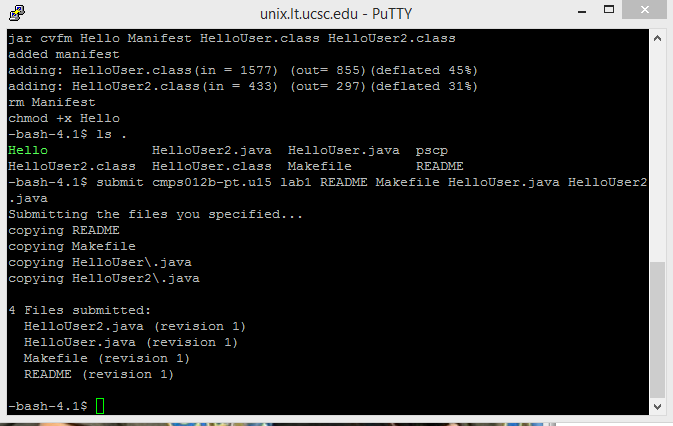 unix.lt.ucsc.edu - PuTTY
jar cvfm Hello Manifest HelloUser.class HelloUser2.class
added manifest
adding: HelloUser.class(in = 1577) (out= 855)(deflated 45%)
adding: HelloUser2.class(in = 433) (out= 297)(deflated 31%)
rm Manifest
chmod +x Hello
-bash-4.1$ ls .
Hello             HelloUser2.java  HelloUser.java  pscp
HelloUser2.class  HelloUser.class  Makefile        README
-bash-4.1$ submit cmps012b-pt.u15 lab1 README Makefile HelloUser.java HelloUser2
.java
Submitting the files you specified...
copying README
copying Makefile
copying HelloUser\.java
copying HelloUser2\.java
4 Files submitted:
  HelloUser2.java (revision 1)
  HelloUser.java (revision 1)
  Makefile (revision 1)
  README (revision 1)
-bash-4.1$